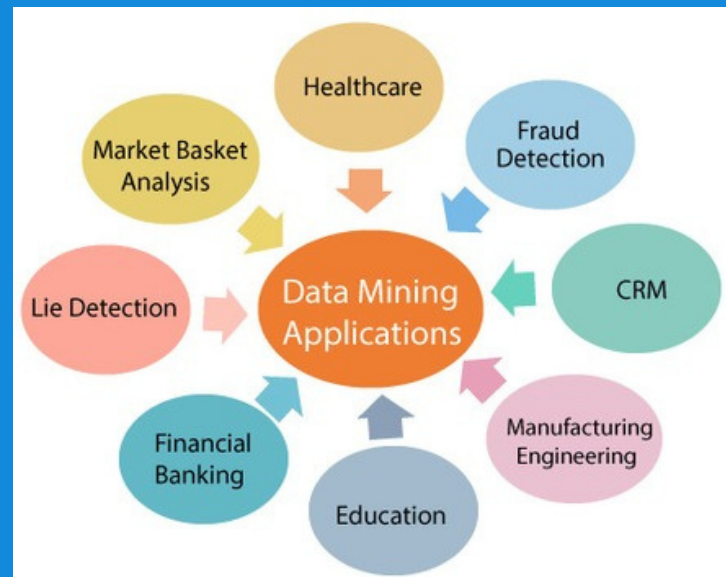 Healthcare
Fraud
Detection
Market Basket
Analysis
Data Mining
Applications
CRM
Lie Detection
Manufacturing
Engineering
Financial
Banking
Education